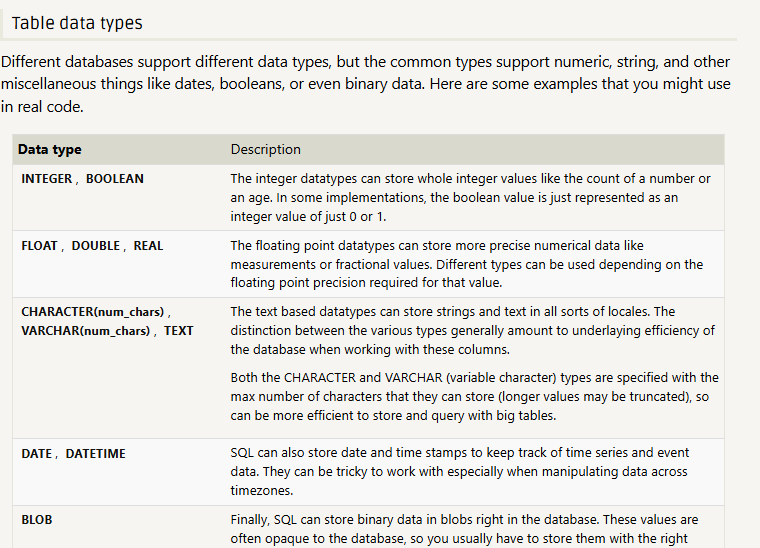 Table data types
Different databases support different data types, but the common types support numeric, string, and other
miscellaneous things like dates, booleans, or even binary data. Here are some examples that you might use
in real code.
Data type Description
INTEGER , BOOLEAN The integer datatypes can store whole integer values like the count of a number or
an age. In some implementations, the boolean value is just represented as an
integer value of just 0 or 1.
FLOAT , DOUBLE , REAL The floating point datatypes can store more precise numerical data like
measurements or fractional values. Different types can be used depending on the
floating point precision required for that value.
CHARACTER(num_chars) , The text based datatypes can store strings and text in all sorts of locales. The
VARCHAR(num_chars) , TEXT distinction between the various types generally amount to underlaying efficiency of
the database when working with these columns.
Both the CHARACTER and VARCHAR (variable character) types are specified with the
max number of characters that they can store (longer values may be truncated), so
can be more efficient to store and query with big tables.
DATE , DATETIME SQL can also store date and time stamps to keep track of time series and event
data. They can be tricky to work with especially when manipulating data across
timezones.
BLOB Finally, SQL can store binary data in blobs right in the database. These values are
often opaque to the database, so you usually have to store them with the right